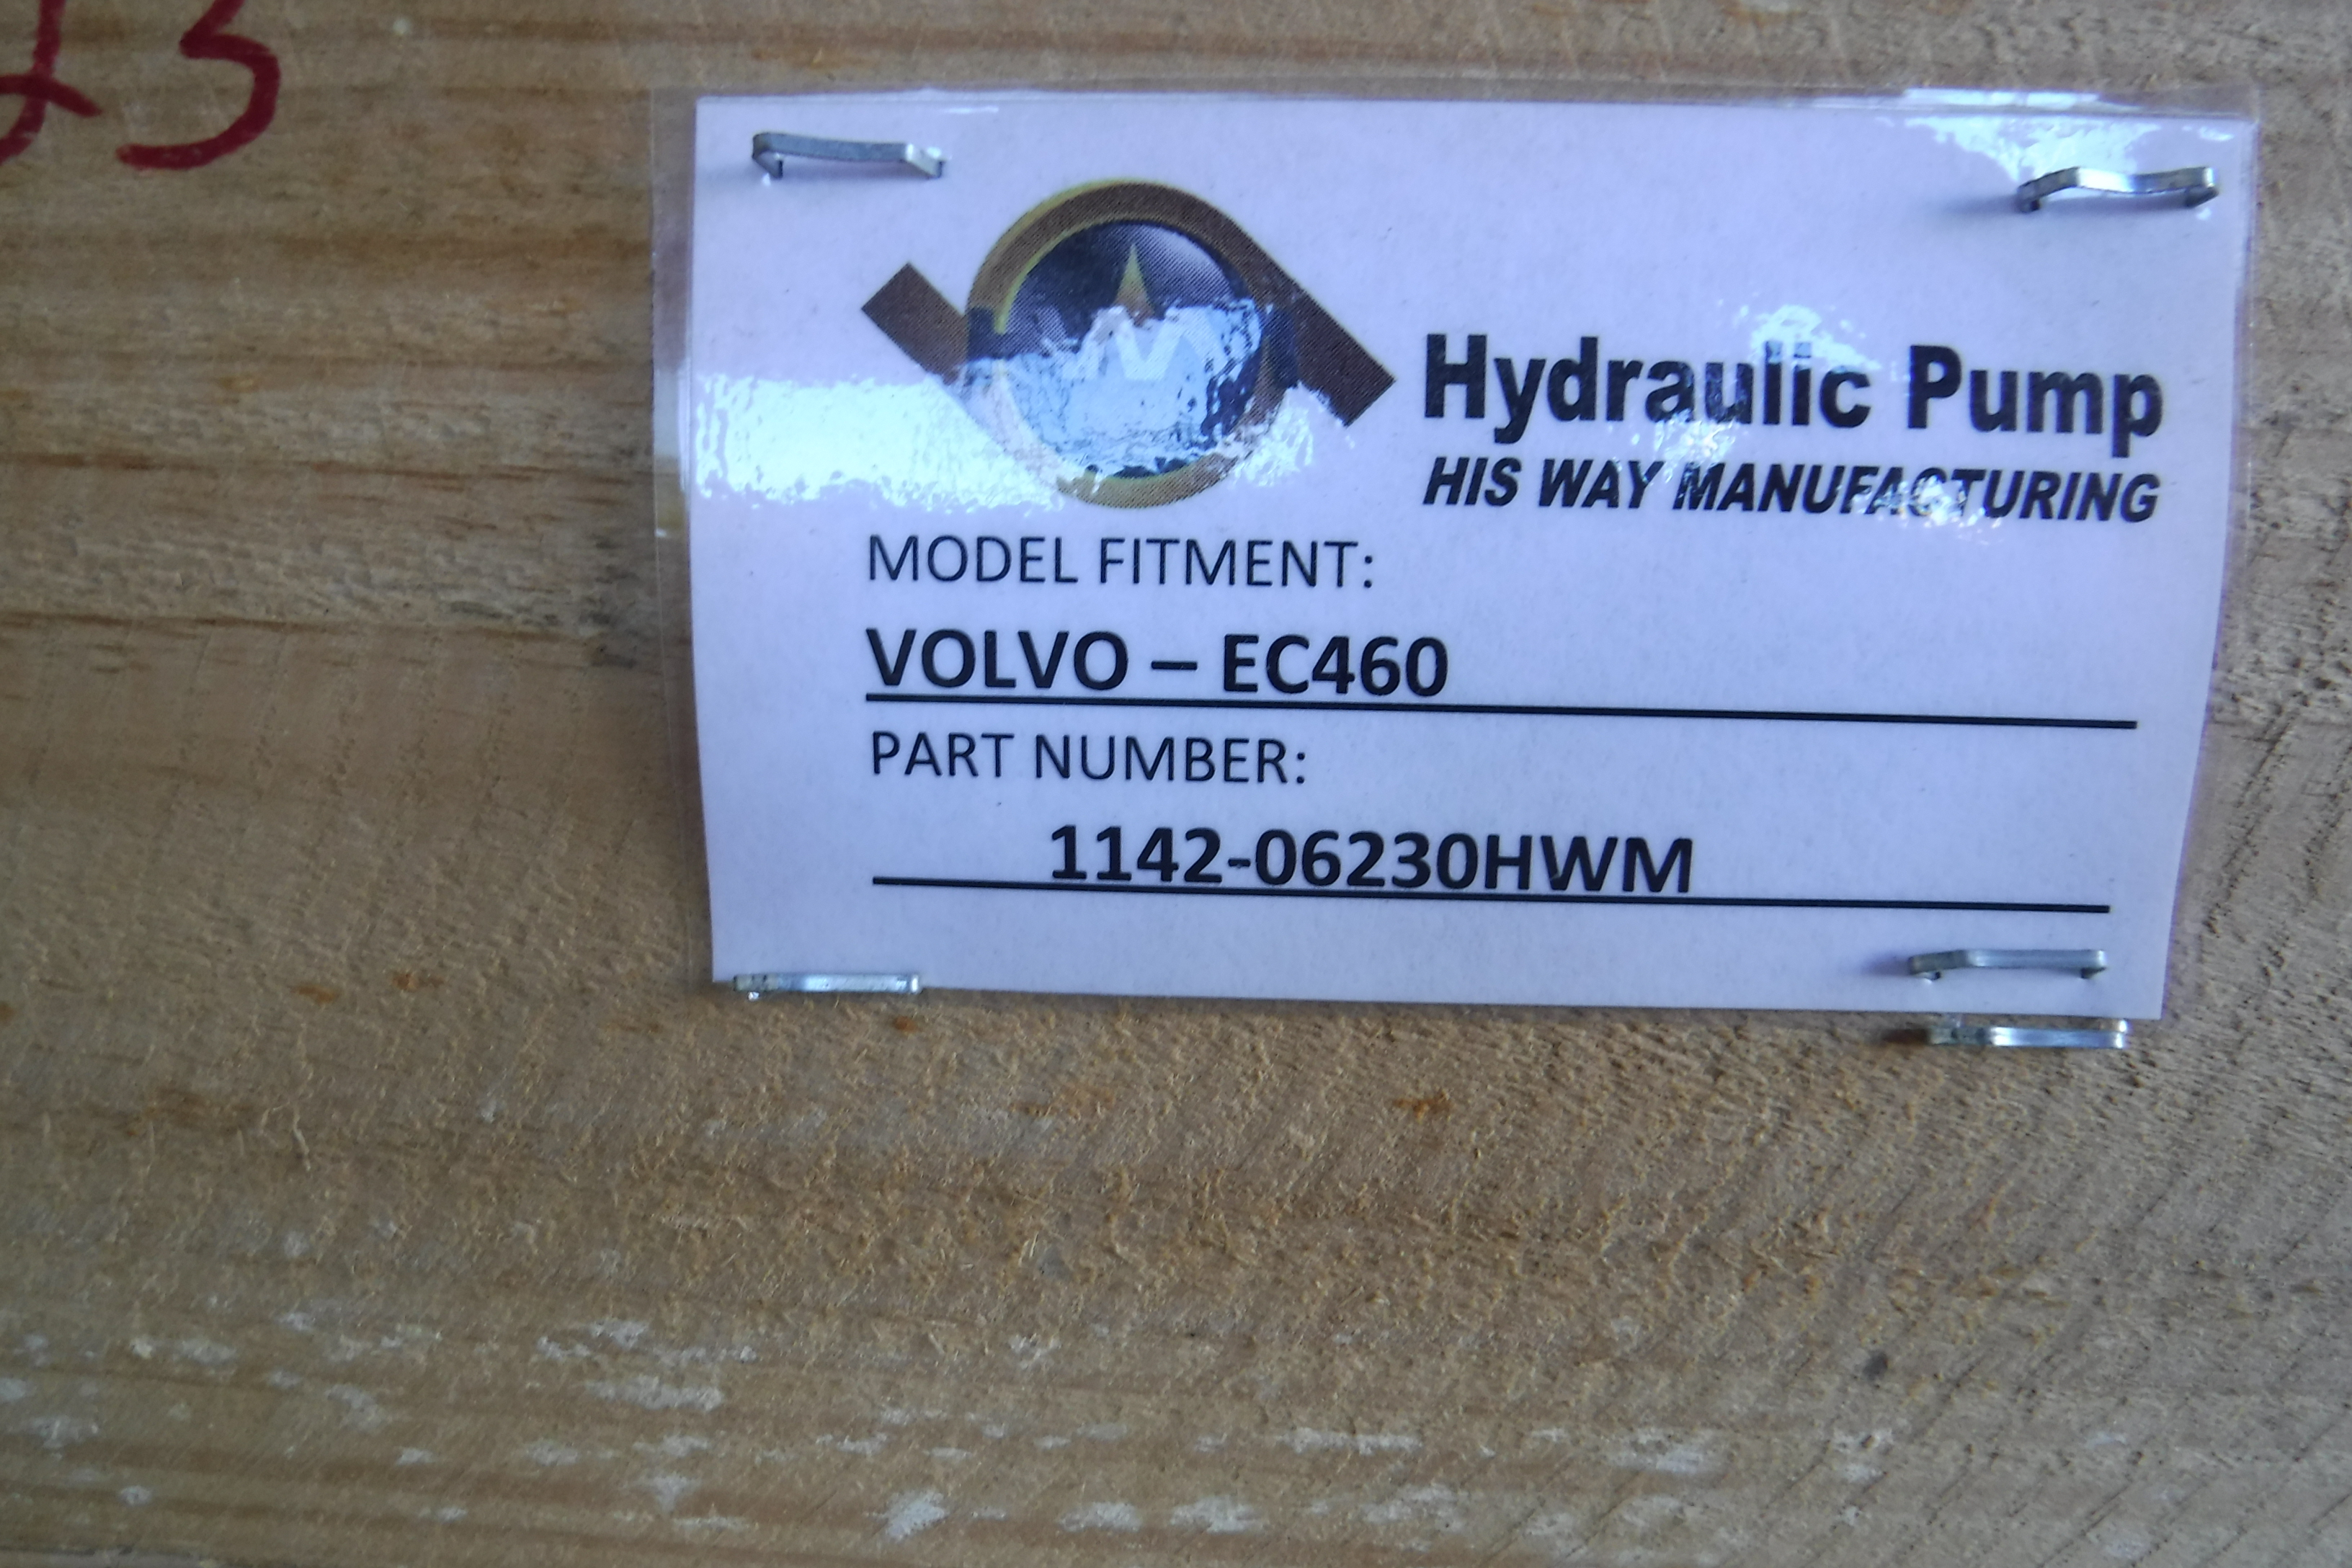 Hydraulic Pump
HIS WAY MANUFACTURING
MODEL FITMENT:
VOLVO – EC460
PART NUMBER:
1142-06230HWM